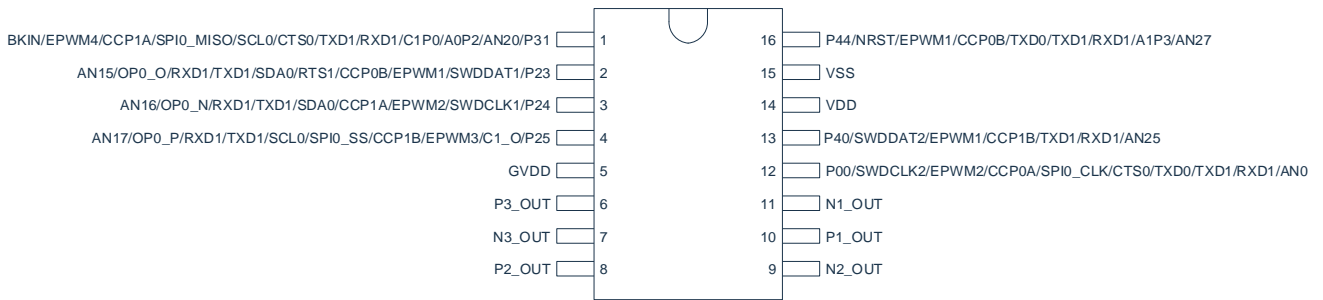 BKIN/EPWM4/CCP1A/SPI0_MISO/SCL0/CTS0/TXD1/RXD1/C1P0/A0P2/AN20/P31 1
16 P44/NRST/EPWM1/CCP0B/TXD0/TXD1/RXD1/A1P3/AN27
AN15/OP0_O/RXD1/TXD1/SDA0/RTS1/CCP0B/EPWM1/SWDDAT1/P23 2
15 VSS
AN16/OP0_N/RXD1/TXD1/SDA0/CCP1A/EPWM2/SWDCLK1/P24 3
14 VDD
AN17/OP0_P/RXD1/TXD1/SCL0/SPI0_SS/CCP1B/EPWM3/C1_O/P25 4
13 P40/SWDDAT2/EPWM1/CCP1B/TXD1/RXD1/AN25
GVDD 5
12 P00/SWDCLK2/EPWM2/CCP0A/SPI0_CLK/CTS0/TXD0/TXD1/RXD1/AN0
P3_OUT 6
11 N1_OUT
N3_OUT 7
10 P1_OUT
P2_OUT 8
9 N2_OUT